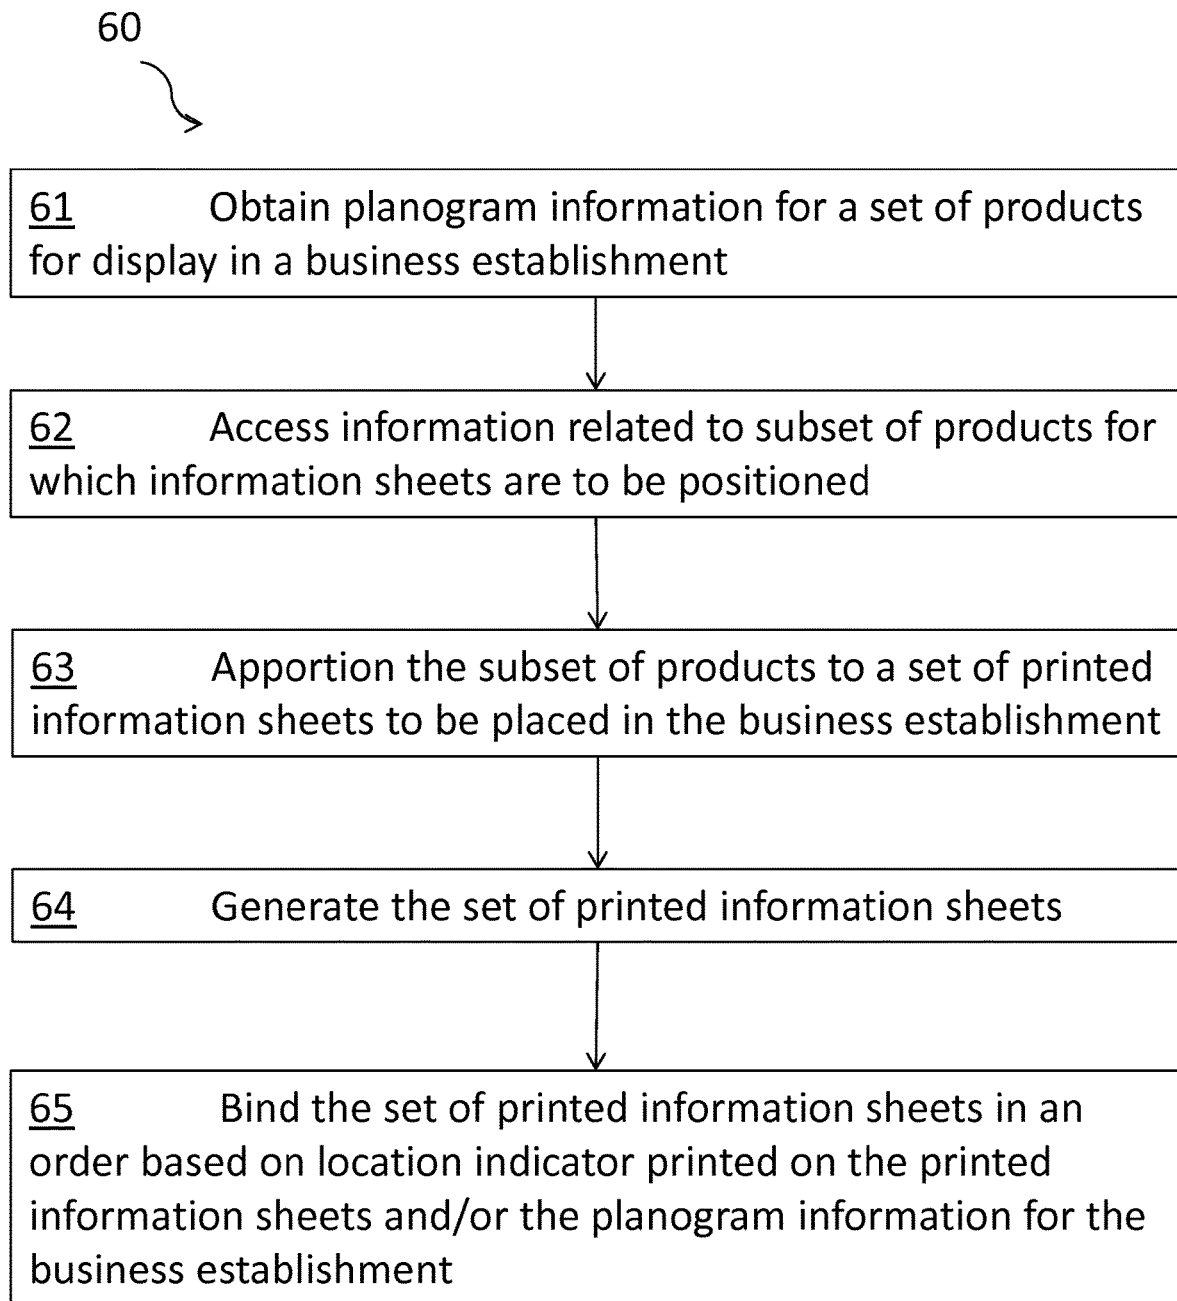 60
61 Obtain planogram information for a set of products
for display in a business establishment
62 Access information related to subset of products for
which information sheets are to be positioned
63 Apportion the subset of products to a set of printed
information sheets to be placed in the business establishment
64 Generate the set of printed information sheets
65 Bind the set of printed information sheets in an
order based on location indicator printed on the printed
information sheets and/or the planogram information for the
business establishment